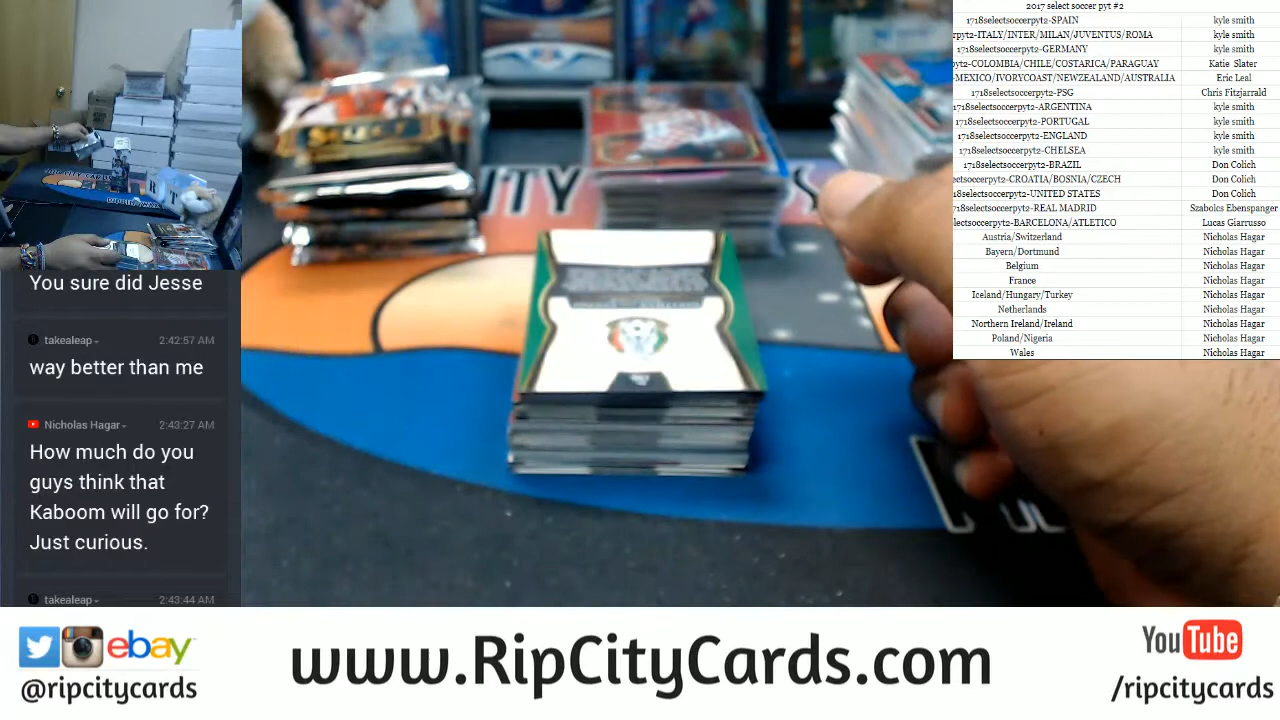 2017 select soccer pyt #2
1718selectsoccerpyt2-SPAIN kyle smith
rpyt2-ITALY/INTER/MILAN/JUVENTUS/ROMA kyle smith
1718selectsoccerpyt2-GERMANY kyle smith
pyt2-COLOMBIA/CHILE/COSTARICA/PARAGUAY Katie Slater
-MEXICO/IVORYCOAST/NEWZEALAND/AUSTRALIA Eric Leal
1718selectsoccerpyt2-PSG Chris Fitzjarrald
1718selectsoccerpyt2-ARGENTINA kyle smith
1718selectsoccerpyt2-PORTUGAL kyle smith
1718selectsoccerpyt2-ENGLAND kyle smith
1718selectsoccerpyt2-CHELSEA kyle smith
1718selectsoccerpyt2-BRAZIL Don Colich
ectsoccerpyt2-CROATIA/BOSNIA/CZECH Don Colich
18selectsoccerpyt2-UNITED STATES Don Colich
718selectsoccerpyt2-REAL MADRID Szabolcs Ebenspanger
ctsoccerpyt2-BARCELONA/ATLETICO Lucas Giarrusso
Austria/Switzerland Nicholas Hagar
Bayern/Dortmund Nicholas Hagar
Belgium Nicholas Hagar
France Nicholas Hagar
Iceland/Hungary/Turkey Nicholas Hagar
Netherlands Nicholas Hagar
Northern Ireland/Ireland Nicholas Hagar
Poland/Nigeria Nicholas Hagar
Wales Nicholas Hagar
You sure did Jesse
takealeap 2:42:57 AM
way better than me
Nicholas Hagar 2:43:27 AM
How much do you
guys think that
Kaboom will go for?
Just curious.
takealeap 2:43:44 AM
SELECT
ITY
ebay
@ripcitycards
www.RipCityCards.com
YouTube
/ripcitycards